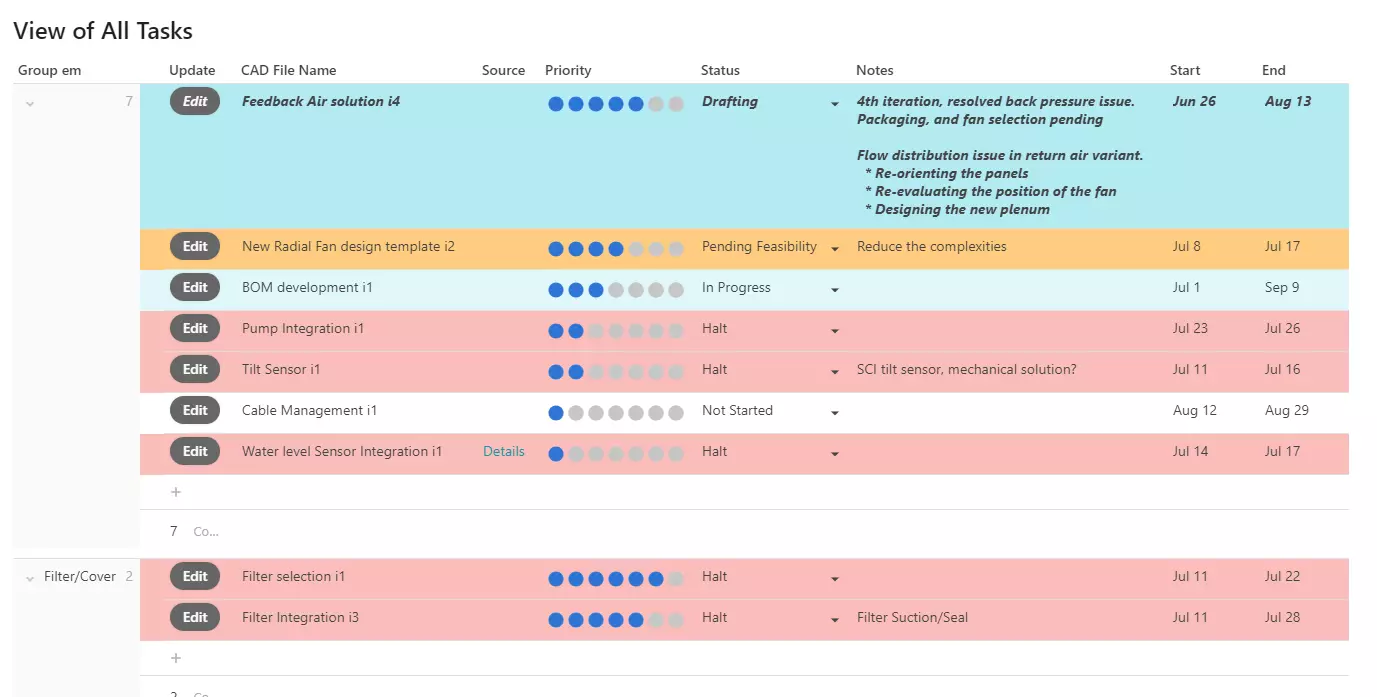 View of All Tasks
Group em Update CAD File Name Source Priority Status Notes Start End
7 Edit Feedback Air solution i4 Drafting 4th iteration, resolved back pressure issue. Jun 26 Aug 13
Packaging, and fan selection pending
Flow distribution issue in return air variant.
* Re-orienting the panels
* Re-evaluating the position of the fan
* Designing the new plenum
Edit New Radial Fan design template i2 Pending Feasibility Reduce the complexities Jul 8 Jul 17
Edit BOM development i1 In Progress Jul 1 Sep 9
Edit Pump Integration i1 Halt Jul 23 Jul 26
Edit Tilt Sensor i1 Halt SCI tilt sensor, mechanical solution? Jul 11 Jul 16
Edit Cable Management i1 Not Started Aug 12 Aug 29
Edit Water level Sensor Integration i1 Details Halt Jul 14 Jul 17
+
7 Co...
Filter/Cover 2 Edit Filter selection i1 Halt Jul 11 Jul 22
Edit Filter Integration i3 Halt Filter Suction/Seal Jul 11 Jul 28
+